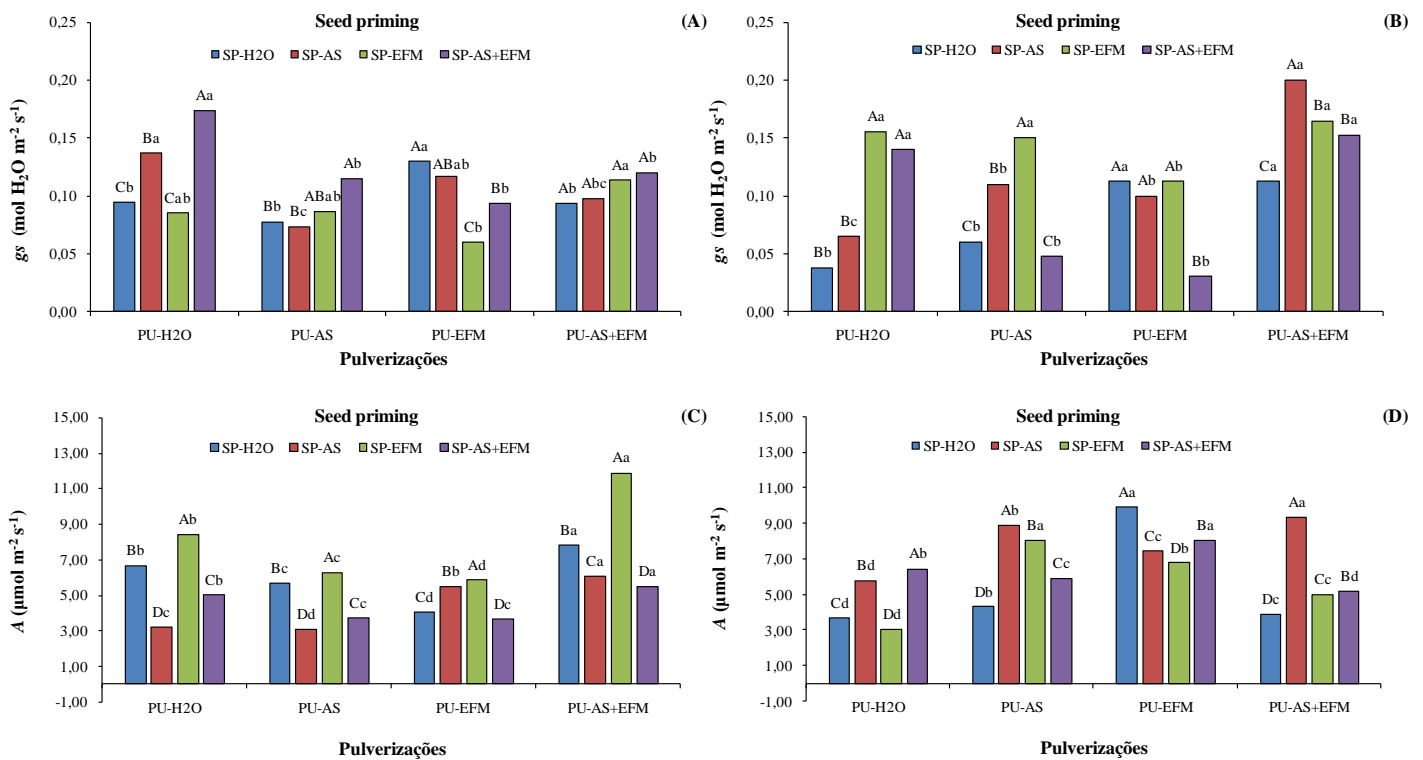 Seed priming
(A)
SP-H2O SP-AS SP-EFM SP-AS+EFM
gs (mol H2O m-2 s-1)
0,25
0,20
0,15
0,10
0,05
0,00
Cb Ba Cab Aa
Bb Bc ABab Ab
Aa ABab Cb Bb
Ab Abc Aa Ab
PU-H2O PU-AS PU-EFM PU-AS+EFM
Pulverizações
Seed priming
(B)
SP-H2O SP-AS SP-EFM SP-AS+EFM
gs (mol H2O m-2 s-1)
0,25
0,20
0,15
0,10
0,05
0,00
Bb Bc Aa Aa
Cb Bb Aa Cb
Aa Ab Ab Bb
Ca Aa Ba Ba
PU-H2O PU-AS PU-EFM PU-AS+EFM
Pulverizações
Seed priming
(C)
SP-H2O SP-AS SP-EFM SP-AS+EFM
A (µmol m-2 s-1)
15,00
13,00
11,00
9,00
7,00
5,00
3,00
1,00
-1,00
Bb Dc Ab Cb
Bc Dd Ac Cc
Cd Bb Ad Dc
Ba Ca Aa Da
PU-H2O PU-AS PU-EFM PU-AS+EFM
Pulverizações
Seed priming
(D)
SP-H2O SP-AS SP-EFM SP-AS+EFM
A (µmol m-2 s-1)
15,00
13,00
11,00
9,00
7,00
5,00
3,00
1,00
-1,00
Cd Bd Dd Ab
Db Ab Ba Cc
Aa Cc Db Ba
Dc Aa Cc Bd
PU-H2O PU-AS PU-EFM PU-AS+EFM
Pulverizações